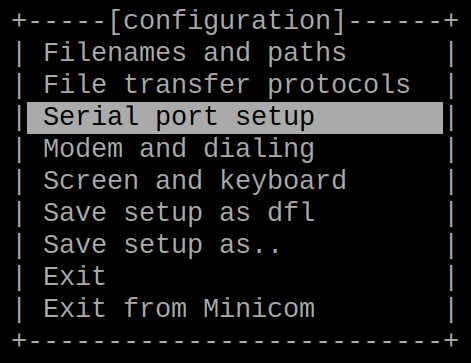 +-----[configuration]------+
| Filenames and paths      |
| File transfer protocols  |
| Serial port setup        |
| Modem and dialing        |
| Screen and keyboard      |
| Save setup as dfl        |
| Save setup as..          |
| Exit                     |
| Exit from Minicom        |
+--------------------------+